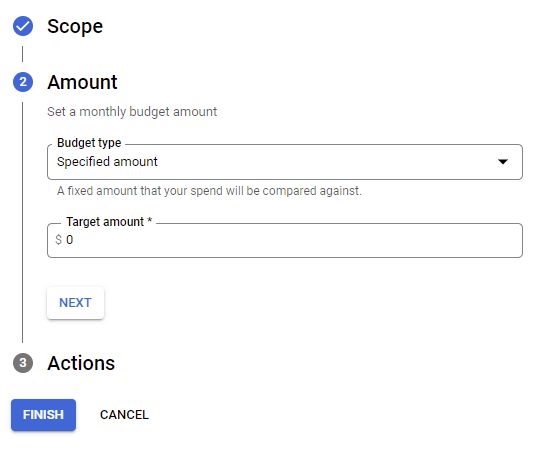 Scope
2 Amount
Set a monthly budget amount
Budget type
Specified amount
A fixed amount that your spend will be compared against.
Target amount *
$ 0
NEXT
3 Actions
FINISH CANCEL